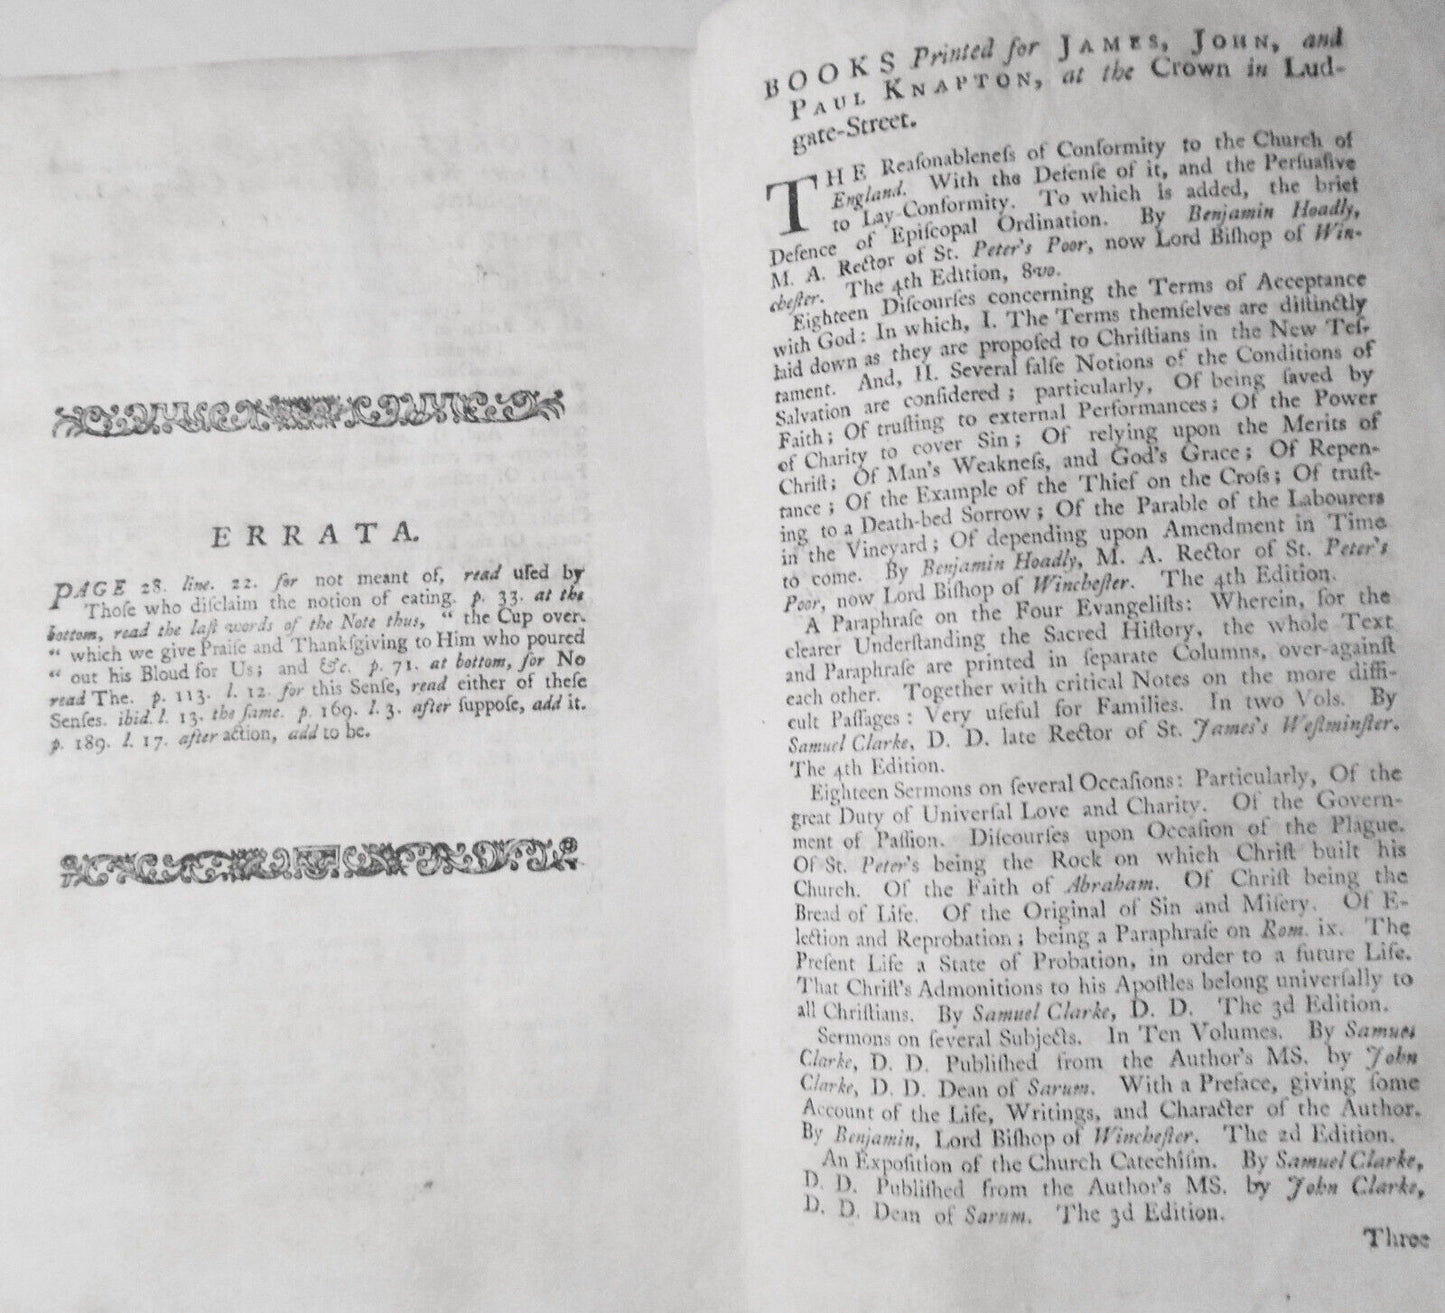 ERRATA.
PAGE 28. line. 22. for not meant of, read uſed by
Thoſe who diſclaim the notion of eating. p. 33. at the
bottom, read the laſt words of the Note thus, “ the Cup over.
“ which we give Praiſe and Thankſgiving to Him who poured
“ out his Bloud for Us; and &c. p. 71. at bottom, for No
read The. p. 113. l. 12. for this Senſe, read either of theſe
Senſes. ibid. l. 13. the ſame. p. 169. l. 3. after ſuppoſe, add it.
p. 189. l. 17. after action, add to be.
BOOKS Printed for JAMES, JOHN, and
PAUL KNAPTON, at the Crown in Lud-
gate-Street.
THE Reaſonableneſs of Conformity to the Church of
England. With the Defenſe of it, and the Perſuaſive
to Lay-Conformity. To which is added, the brief
Defence of Epiſcopal Ordination. By Benjamin Hoadly,
M. A. Rector of St. Peter's Poor, now Lord Biſhop of Win-
cheſter. The 4th Edition, 8vo.
Eighteen Diſcourſes concerning the Terms of Acceptance
with God: In which, I. The Terms themſelves are diſtinctly
laid down as they are propoſed to Chriſtians in the New Teſ-
tament. And, II. Several falſe Notions of the Conditions of
Salvation are conſidered; particularly, Of being ſaved by
Faith; Of truſting to external Performances; Of the Power
of Charity to cover Sin; Of relying upon the Merits of
Chriſt; Of Man's Weakneſs, and God's Grace; Of Repen-
tance; Of the Example of the Thief on the Croſs; Of truſt-
ing to a Death-bed Sorrow; Of the Parable of the Labourers
in the Vineyard; Of depending upon Amendment in Time
to come. By Benjamin Hoadly, M. A. Rector of St. Peter's
Poor, now Lord Biſhop of Wincheſter. The 4th Edition.
A Paraphraſe on the Four Evangeliſts: Wherein, for the
clearer Underſtanding the Sacred Hiſtory, the whole Text
and Paraphraſe are printed in ſeparate Columns, over-againſt
each other. Together with critical Notes on the more diffi-
cult Paſſages: Very uſeful for Families. In two Vols. By
Samuel Clarke, D. D. late Rector of St. James's Weſtminſter.
The 4th Edition.
Eighteen Sermons on ſeveral Occaſions: Particularly, Of the
great Duty of Univerſal Love and Charity. Of the Govern-
ment of Paſſion. Diſcourſes upon Occaſion of the Plague.
Of St. Peter's being the Rock on which Chriſt built his
Church. Of the Faith of Abraham. Of Chriſt being the
Bread of Life. Of the Original of Sin and Miſery. Of E-
lection and Reprobation; being a Paraphraſe on Rom. ix. The
Preſent Life a State of Probation, in order to a future Life.
That Chriſt's Admonitions to his Apoſtles belong univerſally to
all Chriſtians. By Samuel Clarke, D. D. The 3d Edition.
Sermons on ſeveral Subjects. In Ten Volumes. By Samuel
Clarke, D. D. Publiſhed from the Author's MS. by John
Clarke, D. D. Dean of Sarum. With a Preface, giving ſome
Account of the Life, Writings, and Character of the Author.
By Benjamin, Lord Biſhop of Wincheſter. The 2d Edition.
An Expoſition of the Church Catechiſm. By Samuel Clarke,
D. D. Publiſhed from the Author's MS. by John Clarke,
D. D. Dean of Sarum. The 3d Edition.
Three